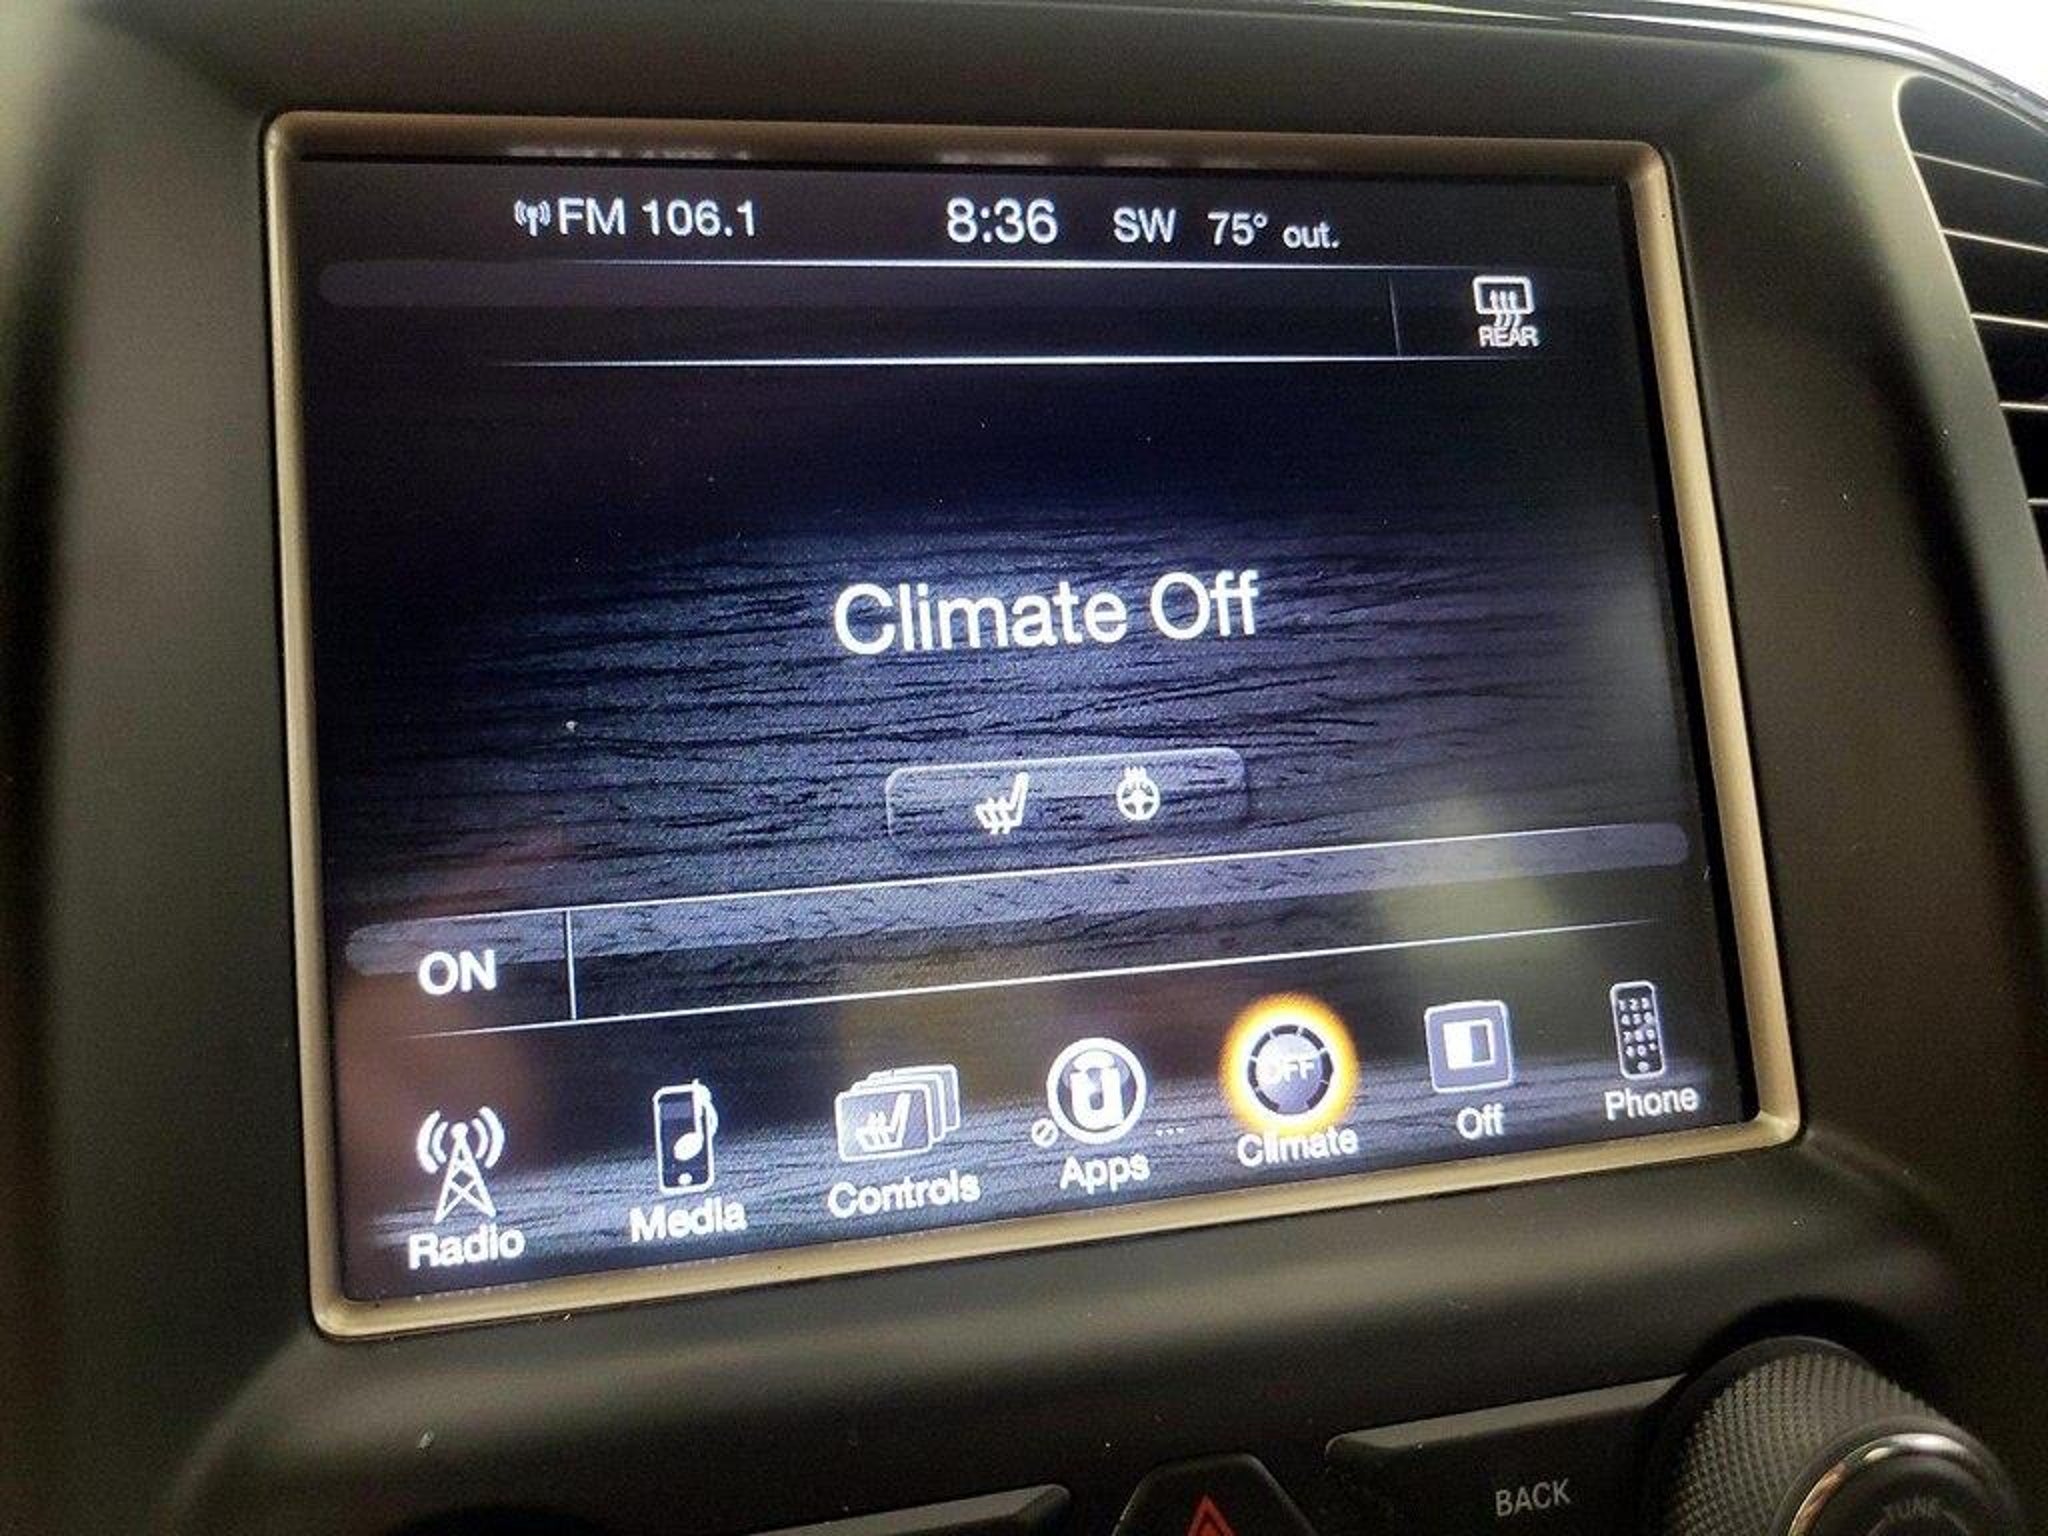 FM 106.1 8:36 SW 75° out.
REAR
Climate Off
ON
OFF
Radio Media Controls Apps Climate Off Phone
BACK
TUNE